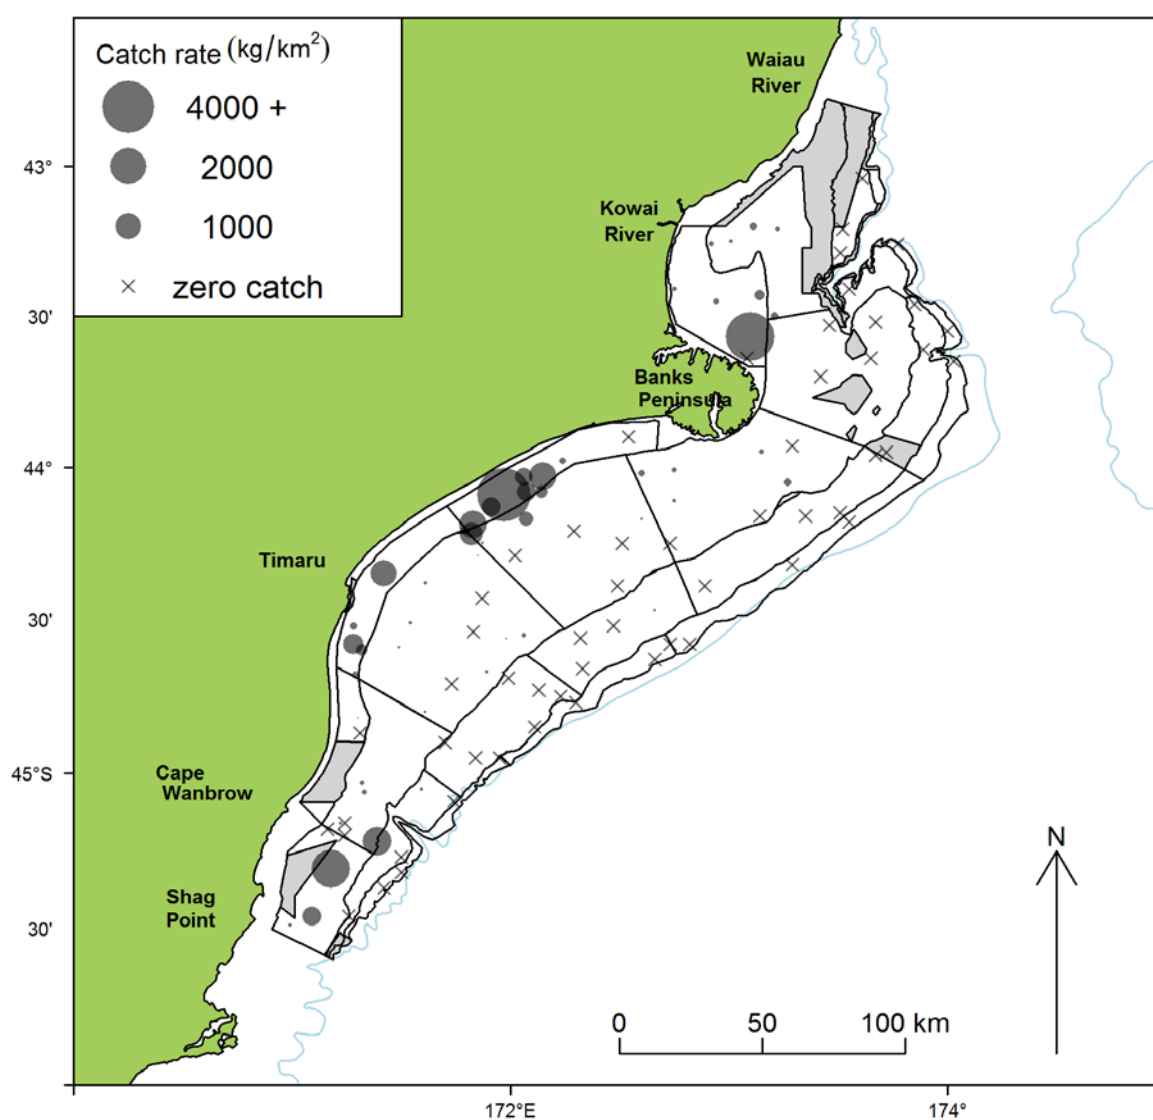 Catch rate (kg/km²)
4000 +
2000
1000
zero catch
Waiau
River
43°
Kowai
River
30'
Banks
Peninsula
44°
Timaru
30'
45°S
Cape
Wanbrow
Shag
Point
30'
N
0 50 100 km
172°E 174°